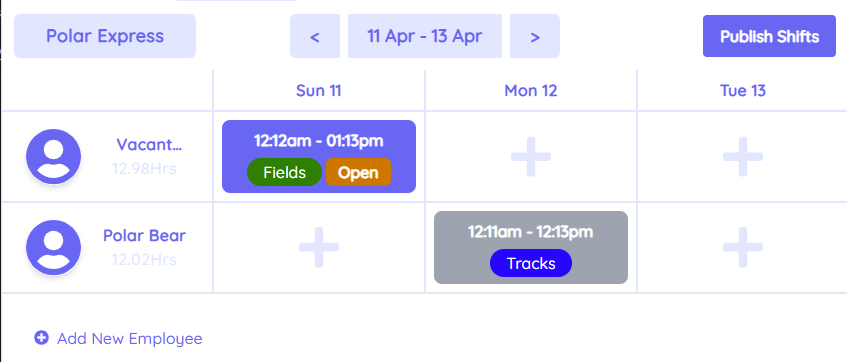 Polar Express
<
11 Apr - 13 Apr
>
Publish Shifts
Sun 11
Mon 12
Tue 13
Vacant...
12.98Hrs
12:12am - 01:13pm
Fields
Open
Polar Bear
12.02Hrs
12:11am - 12:13pm
Tracks
Add New Employee